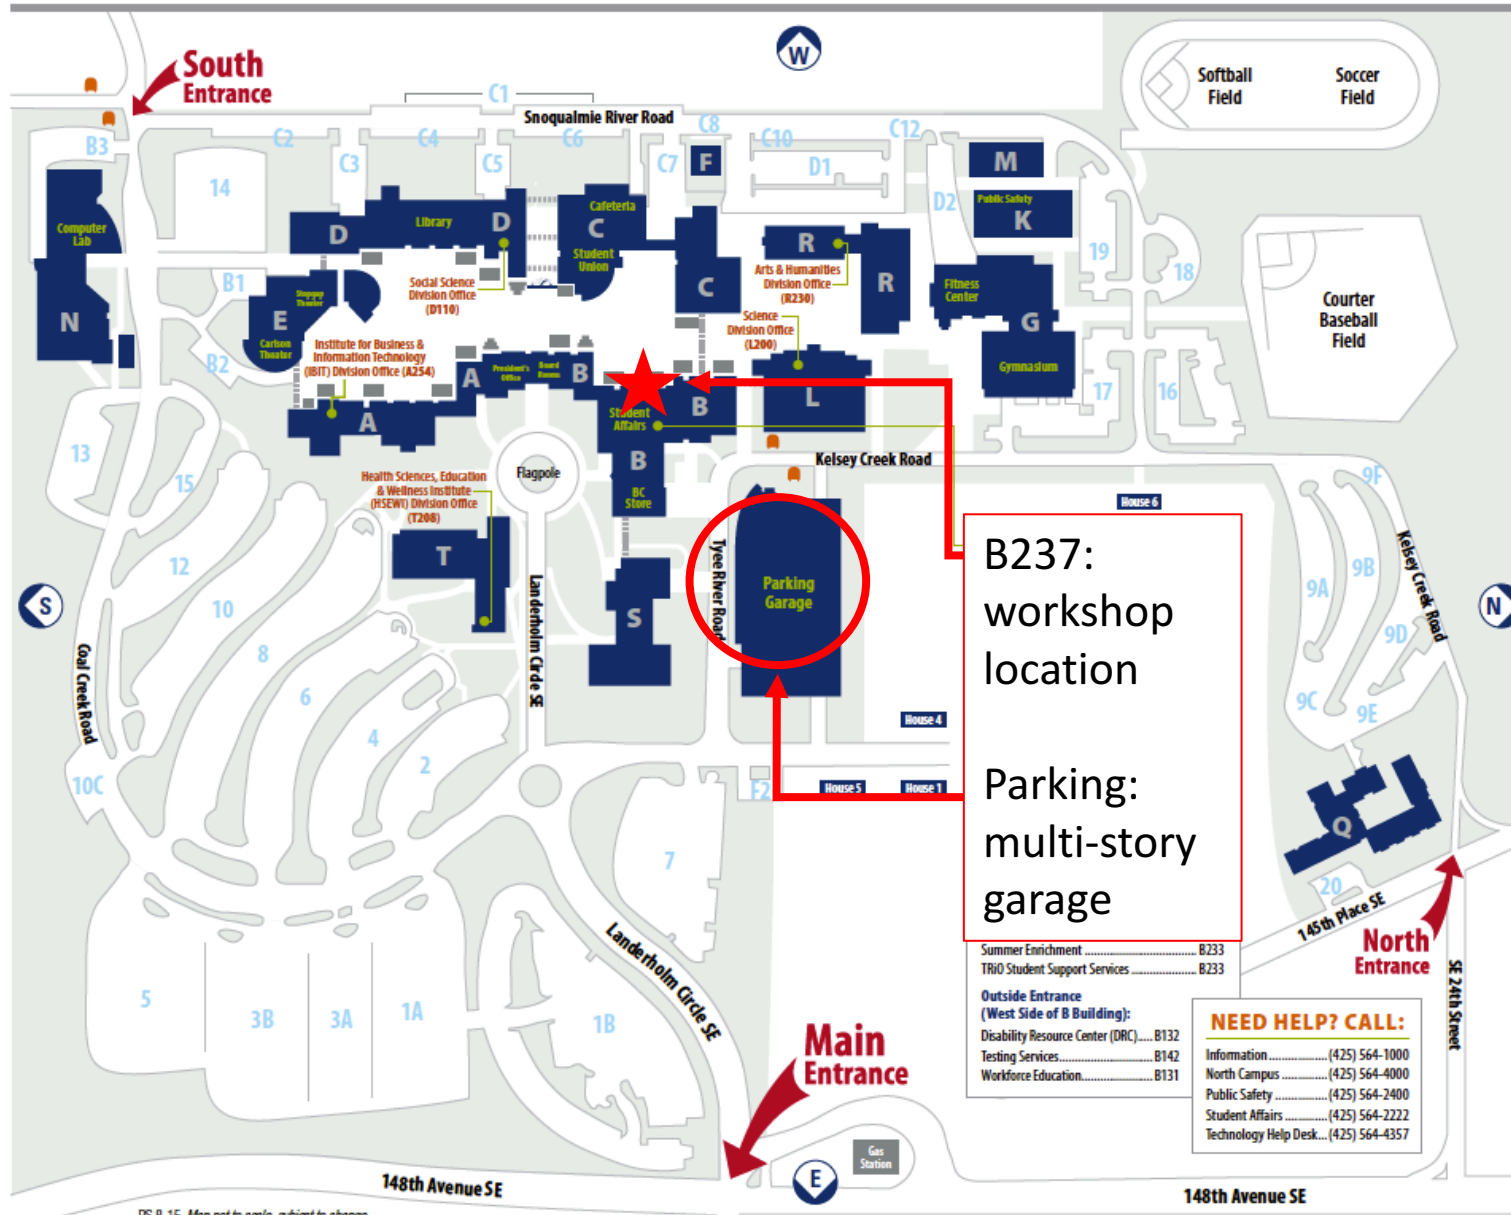 W
South
Entrance
Softball
Field
Soccer
Field
C1
Snoqualmie River Road
B3
C2
C3
C4
C5
C6
C7
C8
C10
C12
D1
D2
14
F
M
Public Safety
K
Computer
Lab
N
D
Library
D
Cafeteria
C
Student
Union
C
R
R
Arts & Humanities
Division Office
(R230)
Social Science
Division Office
(D110)
Science
Division Office
(L200)
Fitness
Center
G
Gymnasium
19
18
Courter
Baseball
Field
B1
B2
Stopgap
Theater
E
Carlson
Theater
Institute for Business &
Information Technology
(IBIT) Division Office (A254)
A
A
President's
Office
Board
Rooms
B
Student
Affairs
B
B
BC
Store
L
17
16
13
15
Flagpole
Kelsey Creek Road
Health Sciences, Education
& Wellness Institute
(HSEWI) Division Office
(T208)
T
S
Parking
Garage
Tyee River Road
Landerholm Circle SE
House 6
9F
9B
9A
9D
9C
9E
Kelsey Creek Road
N
S
Coal Creek Road
12
10
8
6
4
2
10C
B237:
workshop
location
Parking:
multi-story
garage
House 4
F2
House 5
House 1
7
Q
20
145th Place SE
North
Entrance
SE 24th Street
5
3B
3A
1A
1B
Landerholm Circle SE
Main
Entrance
Summer Enrichment .................................. B233
TRiO Student Support Services .................... B233
Outside Entrance
(West Side of B Building):
Disability Resource Center (DRC)..... B132
Testing Services............................ B142
Workforce Education........................ B131
NEED HELP? CALL:
Information ................. (425) 564-1000
North Campus .............. (425) 564-4000
Public Safety ................ (425) 564-2400
Student Affairs ............. (425) 564-2222
Technology Help Desk... (425) 564-4357
Gas
Station
E
148th Avenue SE
148th Avenue SE